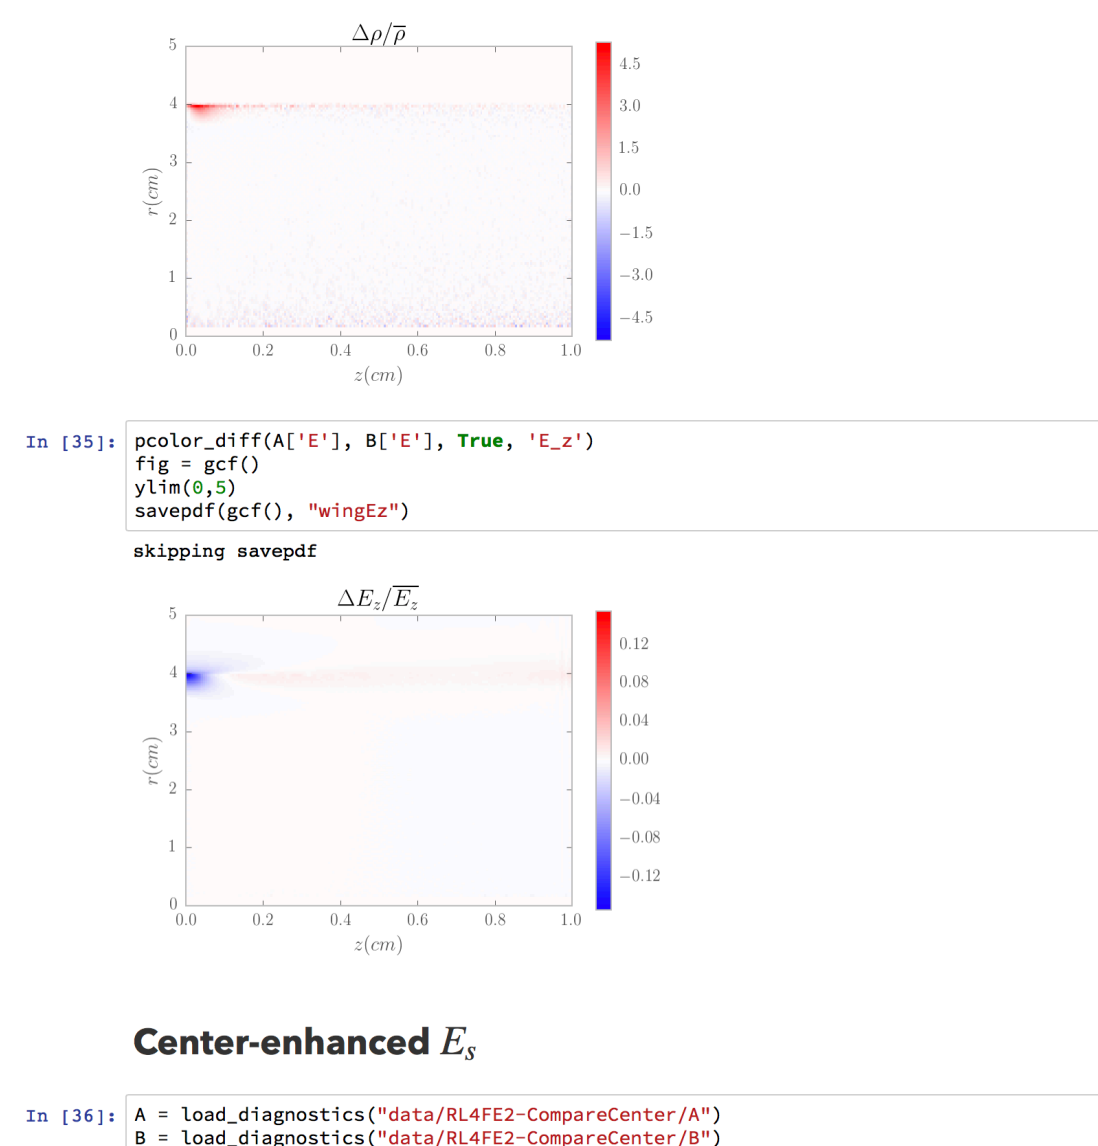 Δρ/ρ̅
5
4
3
2
1
0
r(cm)
0.0 0.2 0.4 0.6 0.8 1.0
z(cm)
4.5
3.0
1.5
0.0
−1.5
−3.0
−4.5
In [35]: pcolor_diff(A['E'], B['E'], True, 'E_z')
fig = gcf()
ylim(0,5)
savepdf(gcf(), "wingEz")
skipping savepdf
ΔE_z/E̅_z̅
5
4
3
2
1
0
r(cm)
0.0 0.2 0.4 0.6 0.8 1.0
z(cm)
0.12
0.08
0.04
0.00
−0.04
−0.08
−0.12
Center-enhanced E_s
In [36]: A = load_diagnostics("data/RL4FE2-CompareCenter/A")
B = load_diagnostics("data/RL4FE2-CompareCenter/B")